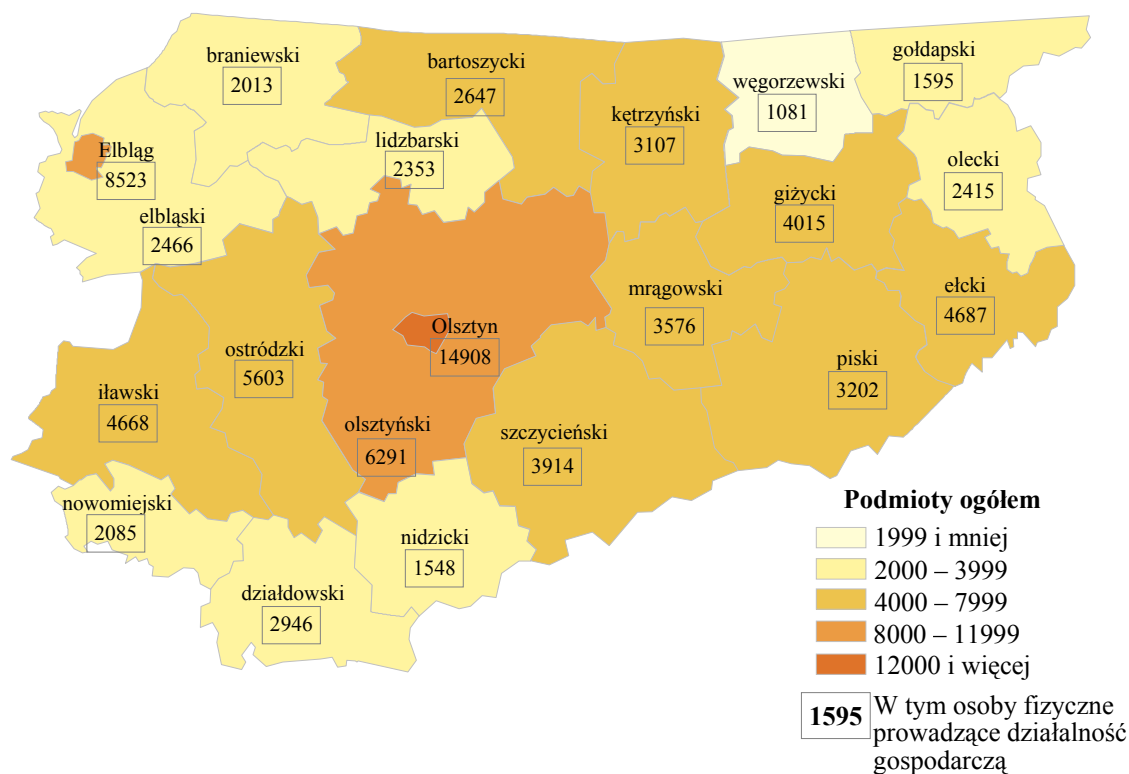 braniewski
2013
bartoszycki
2647
węgorzewski
1081
gołdapski
1595
kętrzyński
3107
Elbląg
8523
lidzbarski
2353
olecki
2415
giżycki
4015
elbląski
2466
mrągowski
3576
ełcki
4687
Olsztyn
14908
ostródzki
5603
piski
3202
iławski
4668
olsztyński
6291
szczycieński
3914
nowomiejski
2085
nidzicki
1548
działdowski
2946
Podmioty ogółem
1999 i mniej
2000 – 3999
4000 – 7999
8000 – 11999
12000 i więcej
1595
W tym osoby fizyczne
prowadzące działalność
gospodarczą